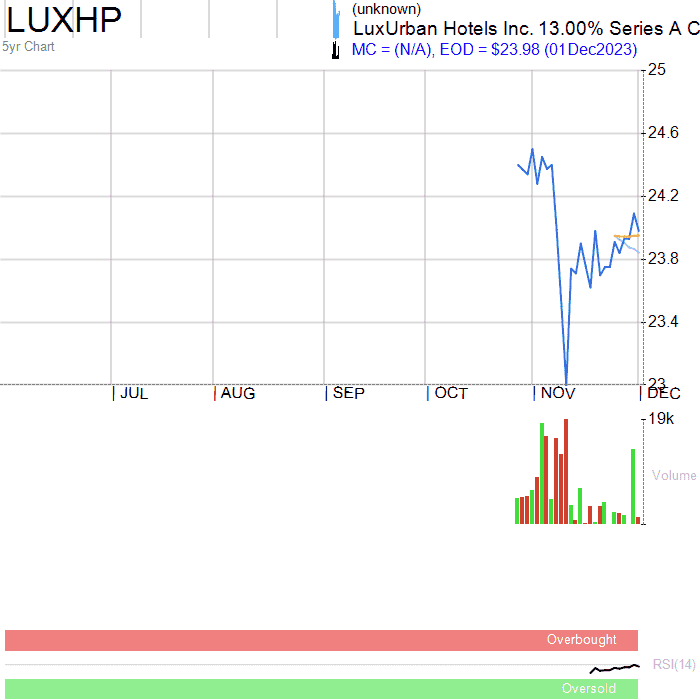 LUXHP
(unknown)
LuxUrban Hotels Inc. 13.00% Series A C
5yr Chart
MC = (N/A), EOD = $23.98 (01Dec2023)
25
24.6
24.2
23.8
23.4
23
JUL AUG SEP OCT NOV DEC
19k
Volume
Overbought
RSI(14)
Oversold